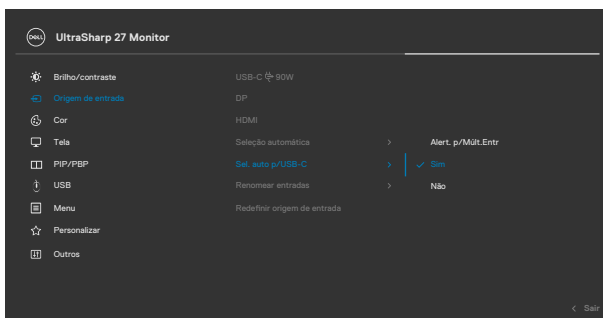 DELL UltraSharp 27 Monitor
Brilho/contraste
Origem de entrada
Cor
Tela
PIP/PBP
USB
Menu
Personalizar
Outros
USB-C 90W
DP
HDMI
Seleção automática >
Sel. auto p/USB-C >
Renomear entradas >
Redefinir origem de entrada
Alert. p/Múlt.Entr
Sim
Não
< Sair